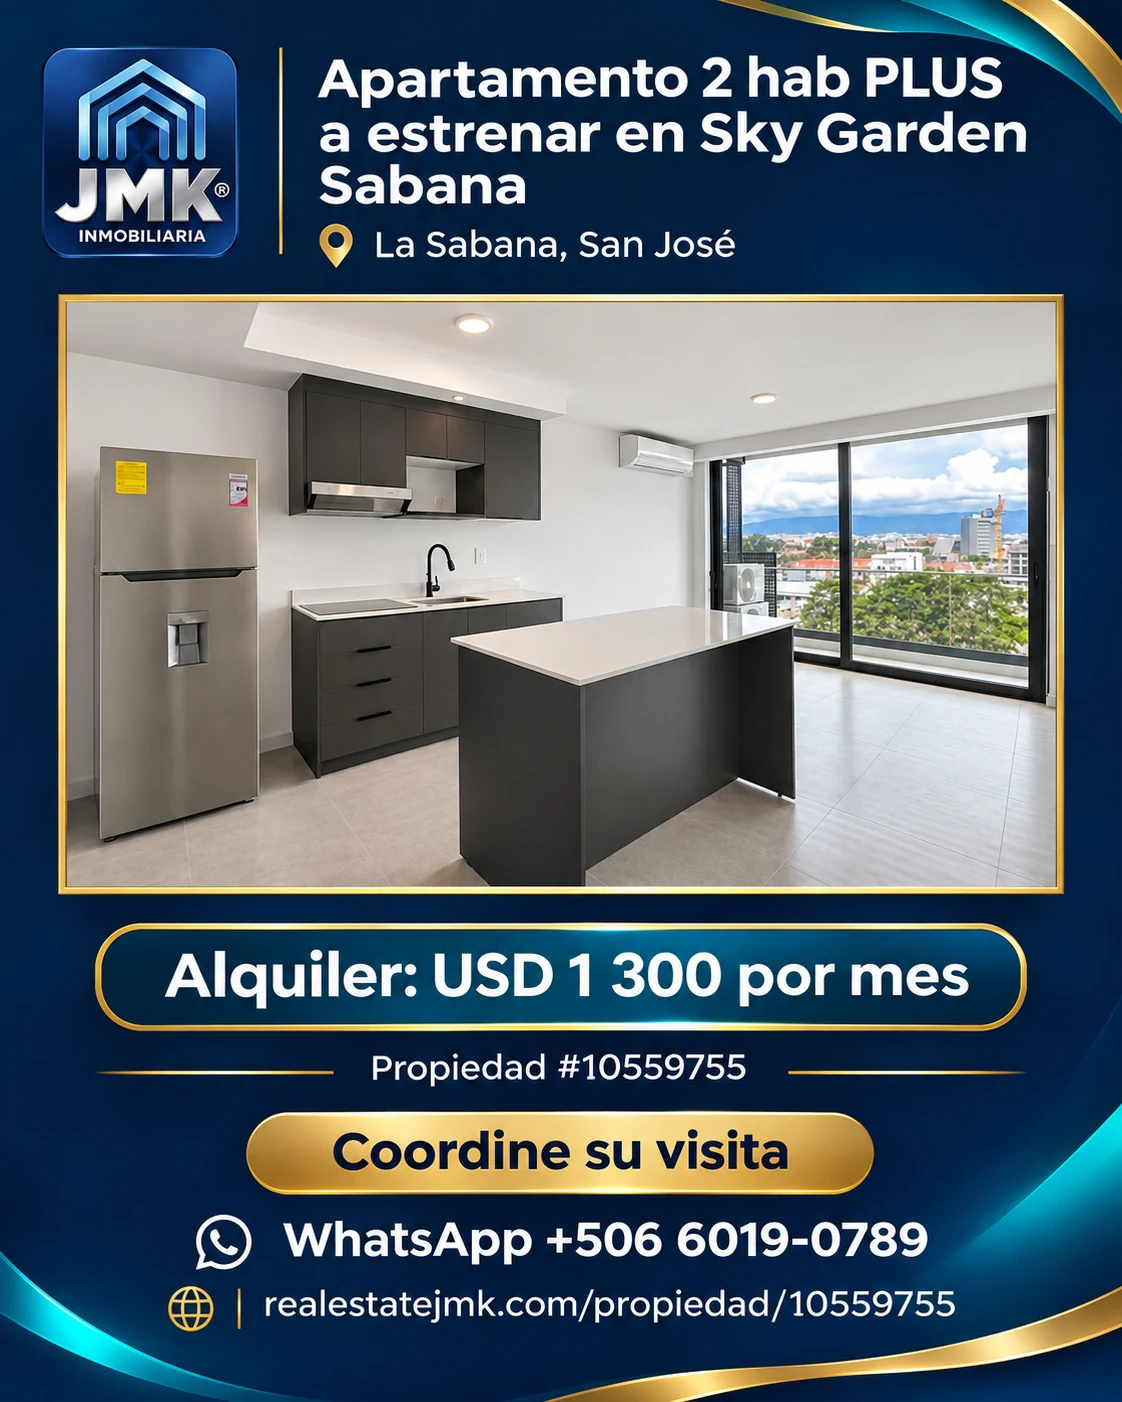 JMK®
INMOBILIARIA
Apartamento 2 hab PLUS
a estrenar en Sky Garden
Sabana
La Sabana, San José
Alquiler: USD 1 300 por mes
Propiedad #10559755
Coordine su visita
WhatsApp +506 6019-0789
realestatejmk.com/propiedad/10559755